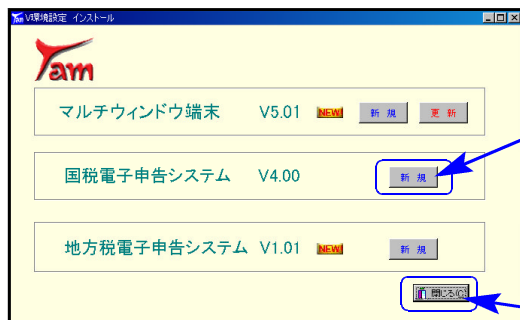 V環境設定 インストール
Yam
マルチウィンドウ端末 V5.01 NEW 新規 更新
国税電子申告システム V4.00 新規
地方税電子申告システム V1.01 NEW 新規
閉じる(C)